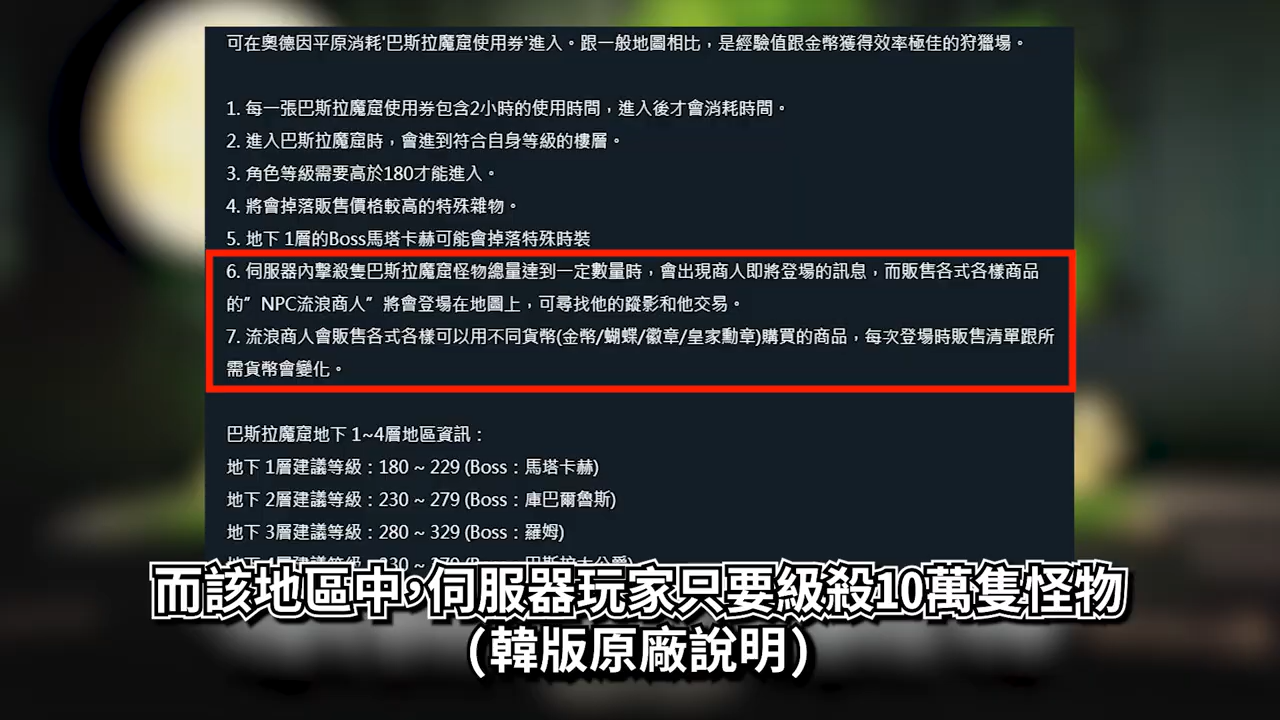 可在奧德因平原消耗'巴斯拉魔窟使用券'進入。跟一般地圖相比，是經驗值跟金幣獲得效率極佳的狩獵場。
1. 每一張巴斯拉魔窟使用券包含2小時的使用時間，進入後才會消耗時間。
2. 進入巴斯拉魔窟時，會進到符合自身等級的樓層。
3. 角色等級需要高於180才能進入。
4. 將會掉落販售價格較高的特殊雜物。
5. 地下 1層的Boss馬塔卡赫可能會掉落特殊時裝
6. 伺服器內擊殺隻巴斯拉魔窟怪物總量達到一定數量時，會出現商人即將登場的訊息，而販售各式各樣商品
的”NPC流浪商人”將會登場在地圖上，可尋找他的蹤影和他交易。
7. 流浪商人會販售各式各樣可以用不同貨幣(金幣/蝴蝶/徽章/皇家勳章)購買的商品，每次登場時販售清單跟所
需貨幣會變化。
巴斯拉魔窟地下 1~4層地區資訊：
地下 1層建議等級：180 ~ 229 (Boss：馬塔卡赫)
地下 2層建議等級：230 ~ 279 (Boss：庫巴爾魯斯)
地下 3層建議等級：280 ~ 329 (Boss：羅姆)
而該地區中，伺服器玩家只要級殺10萬隻怪物
(韓版原廠說明)